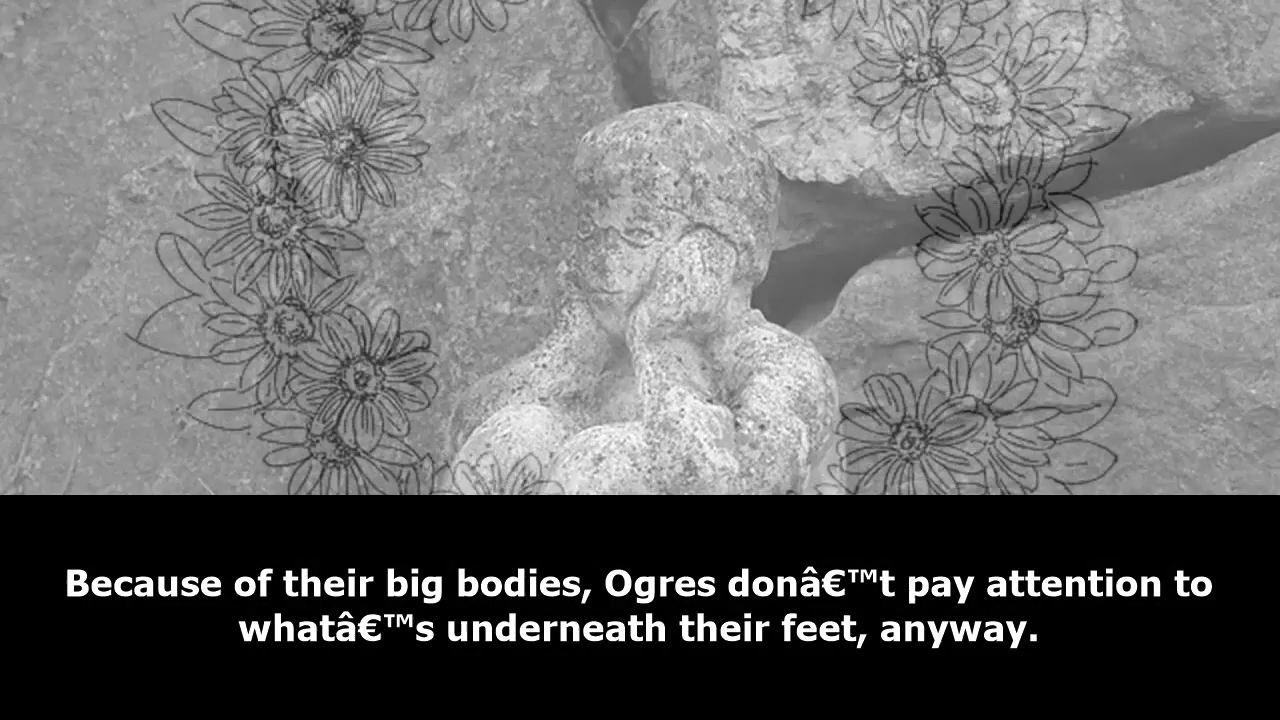 Because of their big bodies, Ogres donâ€™t pay attention to
whatâ€™s underneath their feet, anyway.